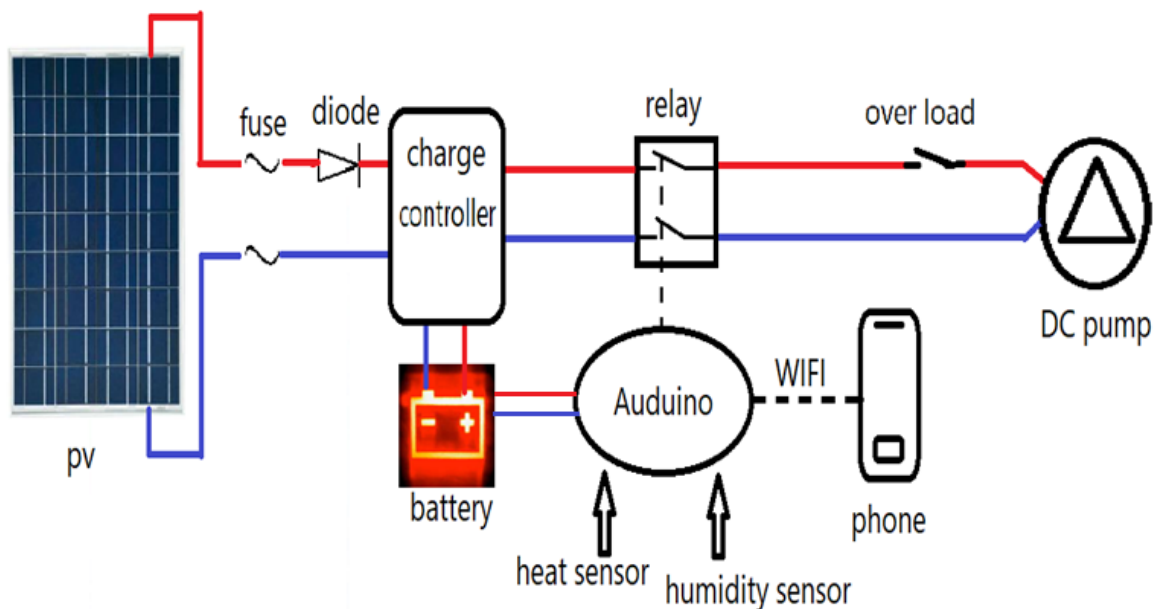 relay
over load
diode
fuse
charge
controller
DC pump
WIFI
Auduino
pv
battery
phone
heat sensor
humidity sensor